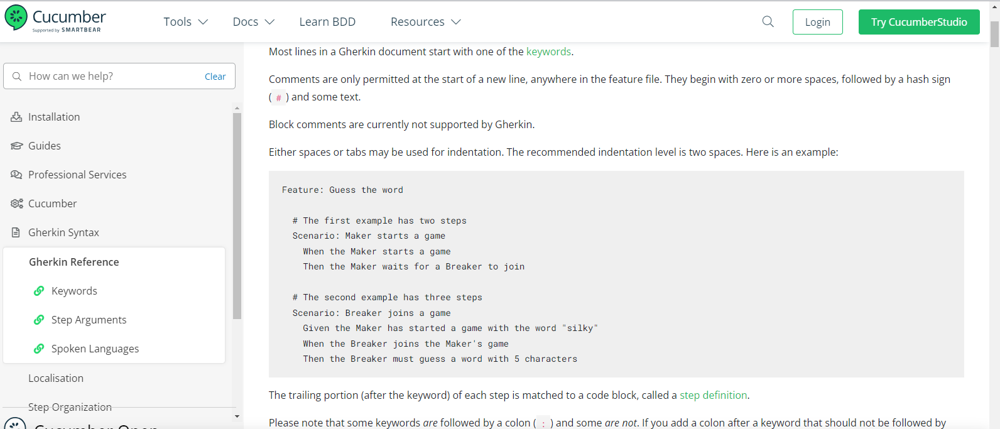 Cucumber
Supported by SMARTBEAR
Tools
Docs
Learn BDD
Resources
Login
Try CucumberStudio
How can we help?
Clear
Installation
Guides
Professional Services
Cucumber
Gherkin Syntax
Gherkin Reference
Keywords
Step Arguments
Spoken Languages
Localisation
Step Organization
Cucumber Open
Most lines in a Gherkin document start with one of the keywords.
Comments are only permitted at the start of a new line, anywhere in the feature file. They begin with zero or more spaces, followed by a hash sign
( # ) and some text.
Block comments are currently not supported by Gherkin.
Either spaces or tabs may be used for indentation. The recommended indentation level is two spaces. Here is an example:
Feature: Guess the word
# The first example has two steps
Scenario: Maker starts a game
When the Maker starts a game
Then the Maker waits for a Breaker to join
# The second example has three steps
Scenario: Breaker joins a game
Given the Maker has started a game with the word "silky"
When the Breaker joins the Maker's game
Then the Breaker must guess a word with 5 characters
The trailing portion (after the keyword) of each step is matched to a code block, called a step definition.
Please note that some keywords are followed by a colon ( : ) and some are not. If you add a colon after a keyword that should not be followed by